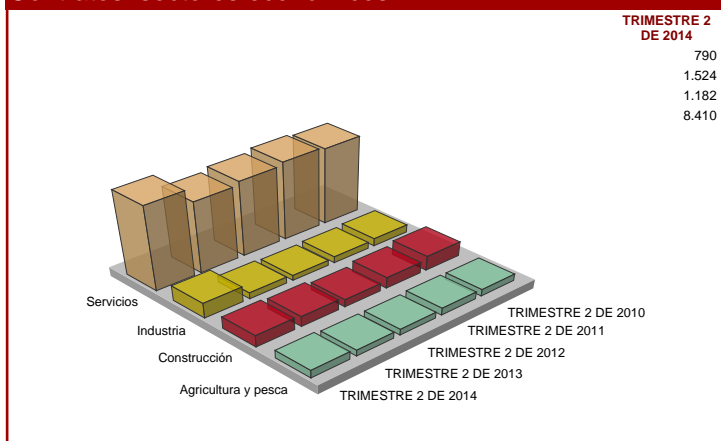 TRIMESTRE 2
DE 2014
790
1.524
1.182
8.410
Servicios
Industria
Construcción
Agricultura y pesca
TRIMESTRE 2 DE 2010
TRIMESTRE 2 DE 2011
TRIMESTRE 2 DE 2012
TRIMESTRE 2 DE 2013
TRIMESTRE 2 DE 2014